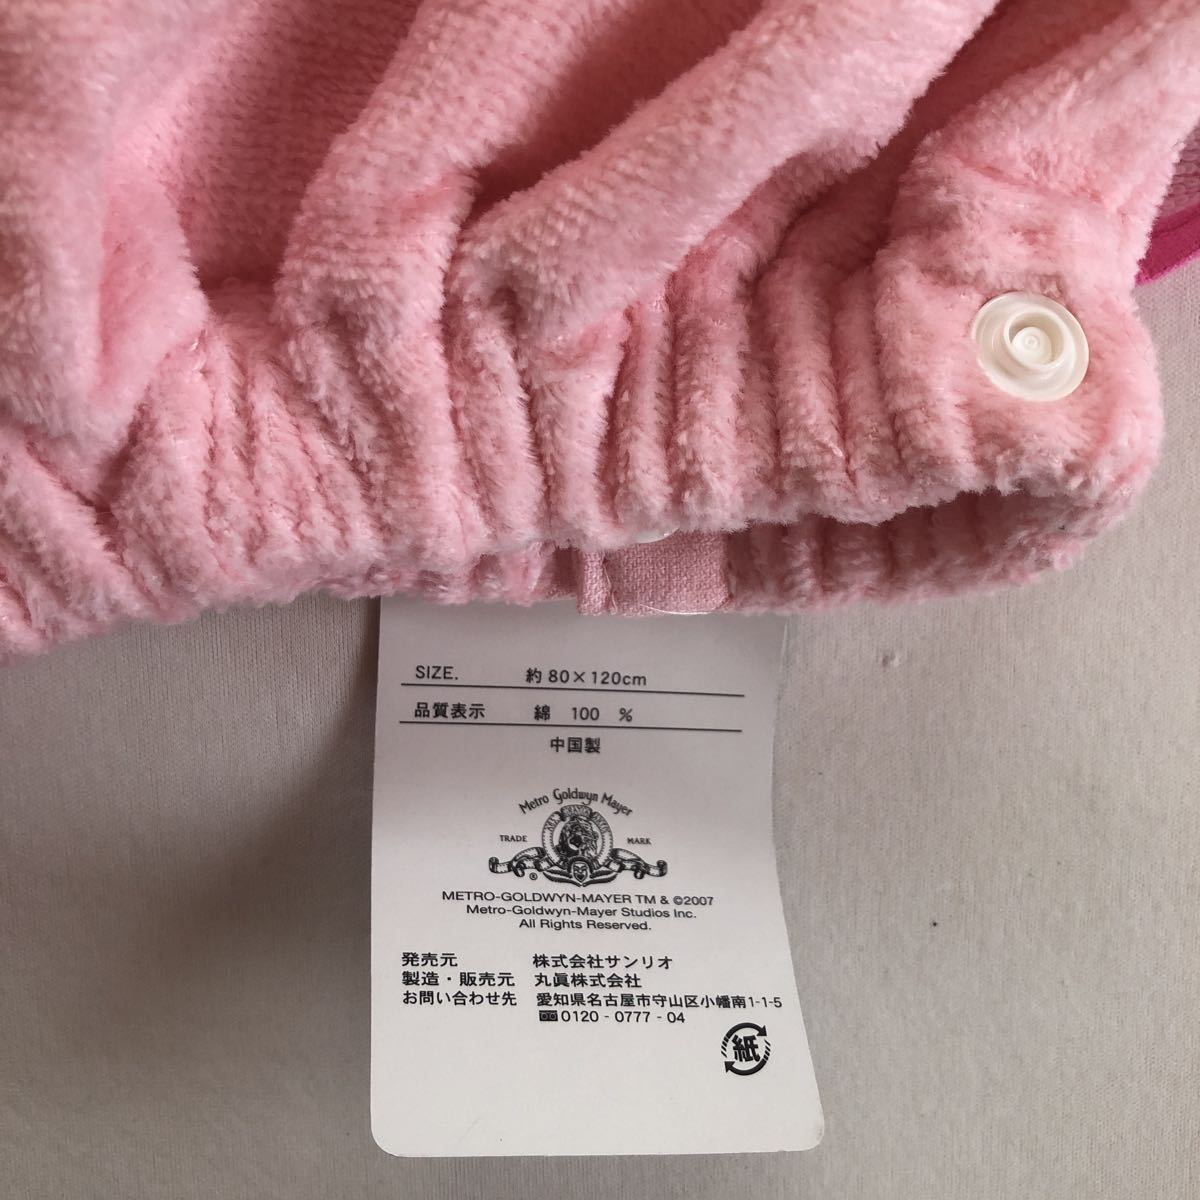 SIZE. 約 80×120cm
品質表示 綿 100 %
中国製
Metro Goldwyn Mayer
TRADE MARK
®
METRO-GOLDWYN-MAYER TM & ©2007
Metro-Goldwyn-Mayer Studios Inc.
All Rights Reserved.
発売元 株式会社サンリオ
製造・販売元 丸眞株式会社
お問い合わせ先 愛知県名古屋市守山区小幡南1-1-5
0120-0777-04
紙